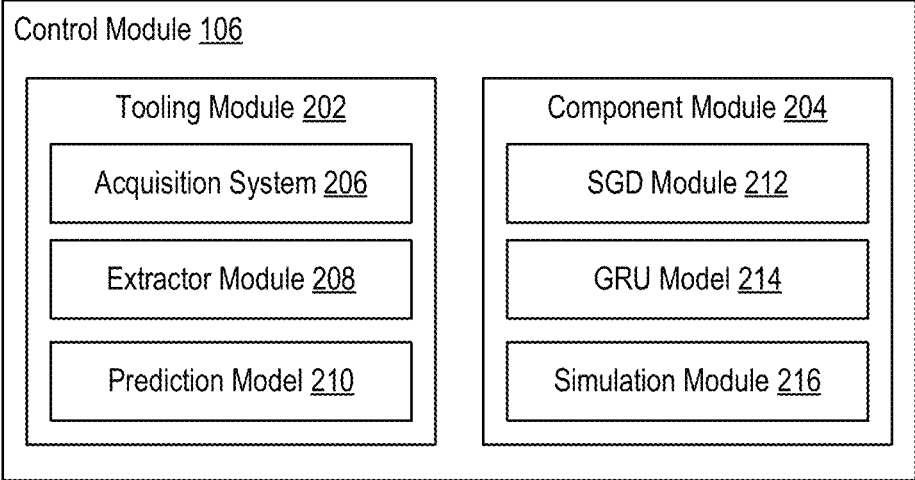 Control Module 106
Tooling Module 202
Acquisition System 206
Extractor Module 208
Prediction Model 210
Component Module 204
SGD Module 212
GRU Model 214
Simulation Module 216